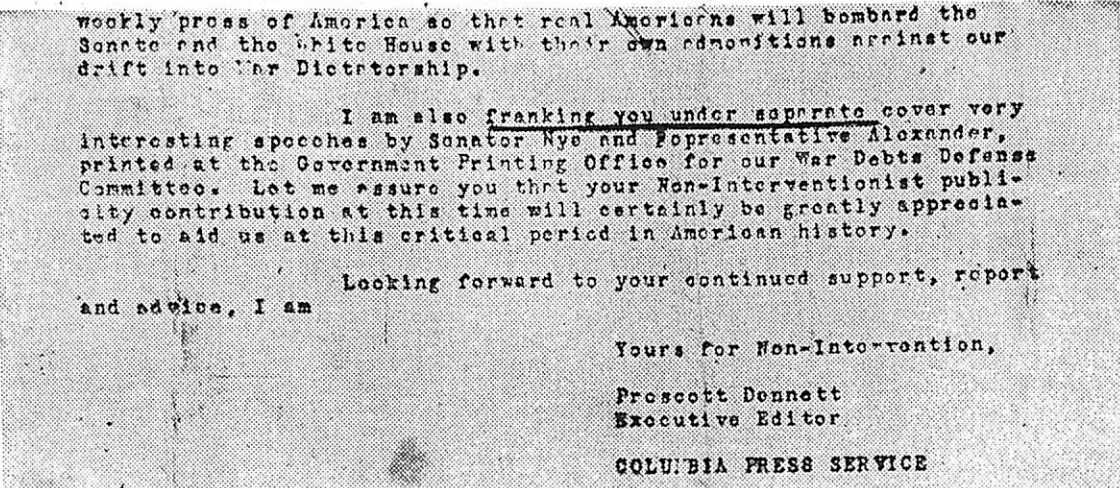 weekly press of America so that real Americans will bombard the
Senate and the White House with their own admonitions against our
drift into War Dictatorship.
I am also franking you under separate cover very
interesting speeches by Senator Nye and Representative Alexander,
printed at the Government Printing Office for our War Debts Defense
Committee. Let me assure you that your Non-Interventionist publi-
city contribution at this time will certainly be greatly apprecia-
ted to aid us at this critical period in American history.
Looking forward to your continued support, report
and advice, I am
Yours for Non-Intervention,
Prescott Dennett
Executive Editor
COLUMBIA PRESS SERVICE